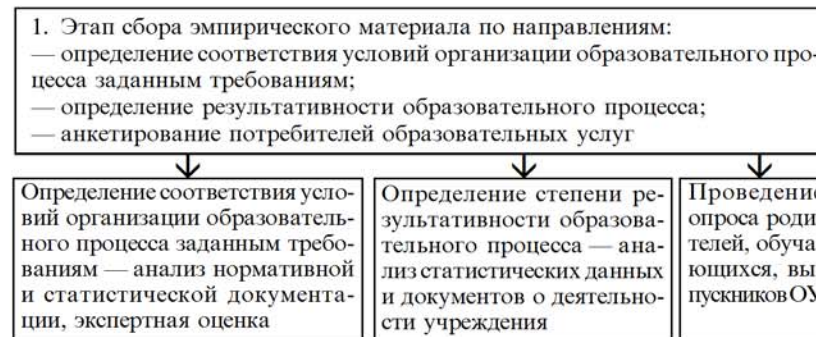 1. Этап сбора эмпирического материала по направлениям:
— определение соответствия условий организации образовательного про-
цесса заданным требованиям;
— определение результативности образовательного процесса;
— анкетирование потребителей образовательных услуг
Определение соответствия усло-
вий организации образователь-
ного процесса заданным требо-
ваниям — анализ нормативной
и статистической документа-
ции, экспертная оценка
Определение степени ре-
зультативности образова-
тельного процесса — ана-
лиз статистических данных
и документов о деятельно-
сти учреждения
Проведение
опроса роди-
телей, обуча-
ющихся, вы-
пускников ОУ